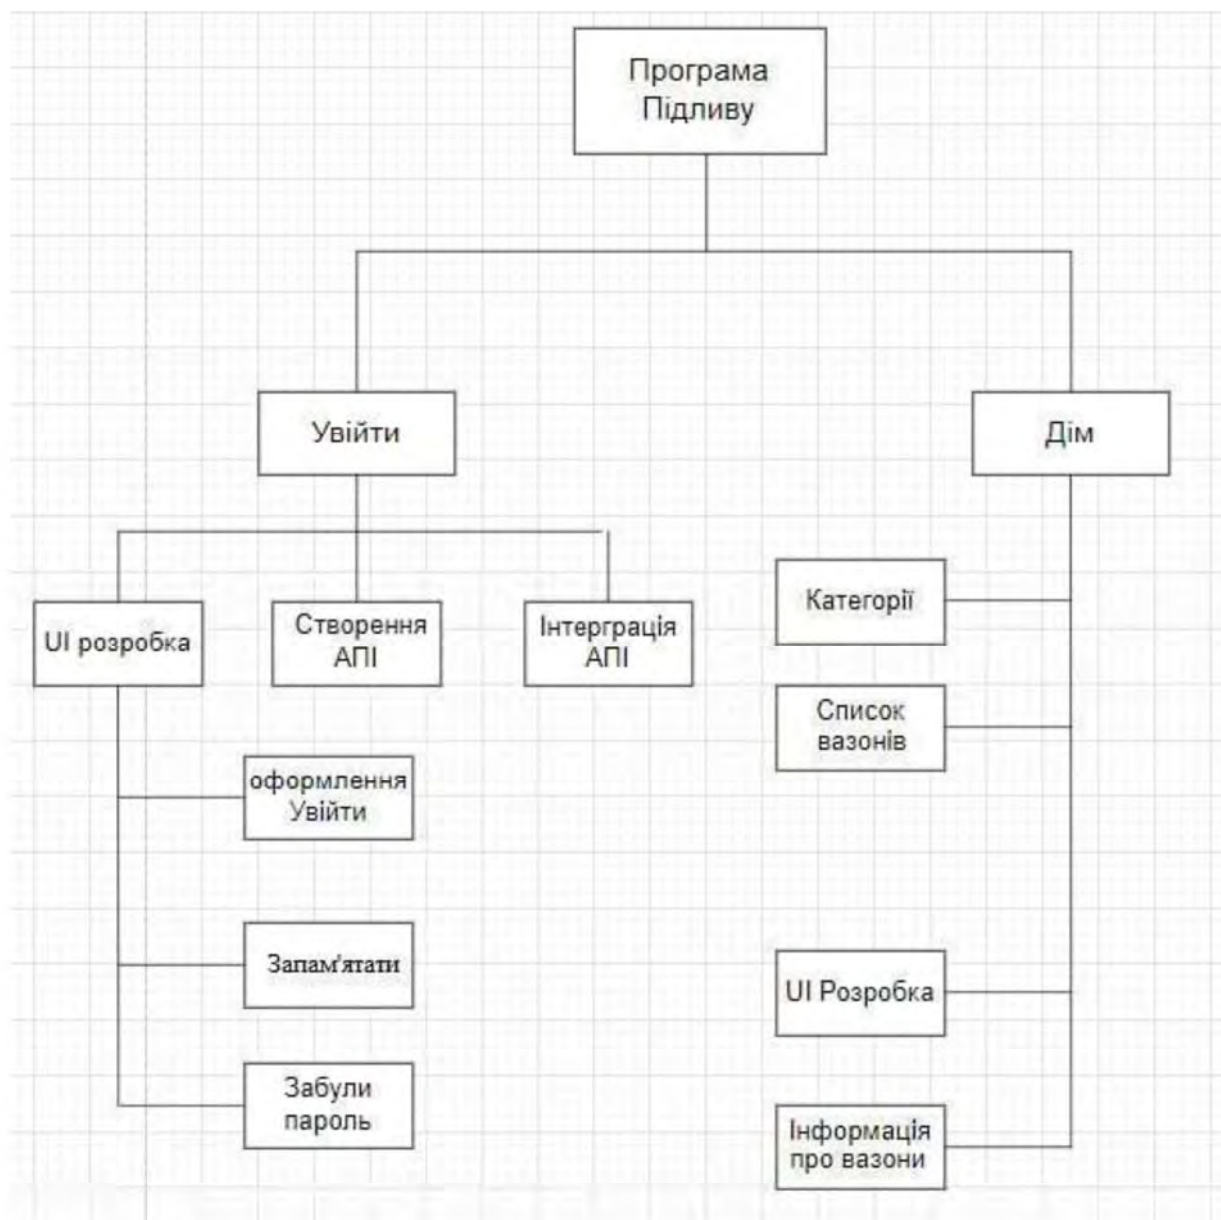 Програма
Підливу
Увійти
Дім
UI розробка
Створення
АПІ
Інтерграція
АПІ
Категорії
Список
вазонів
оформлення
Увійти
Запам'ятати
UI Розробка
Забули
пароль
Інформація
про вазони